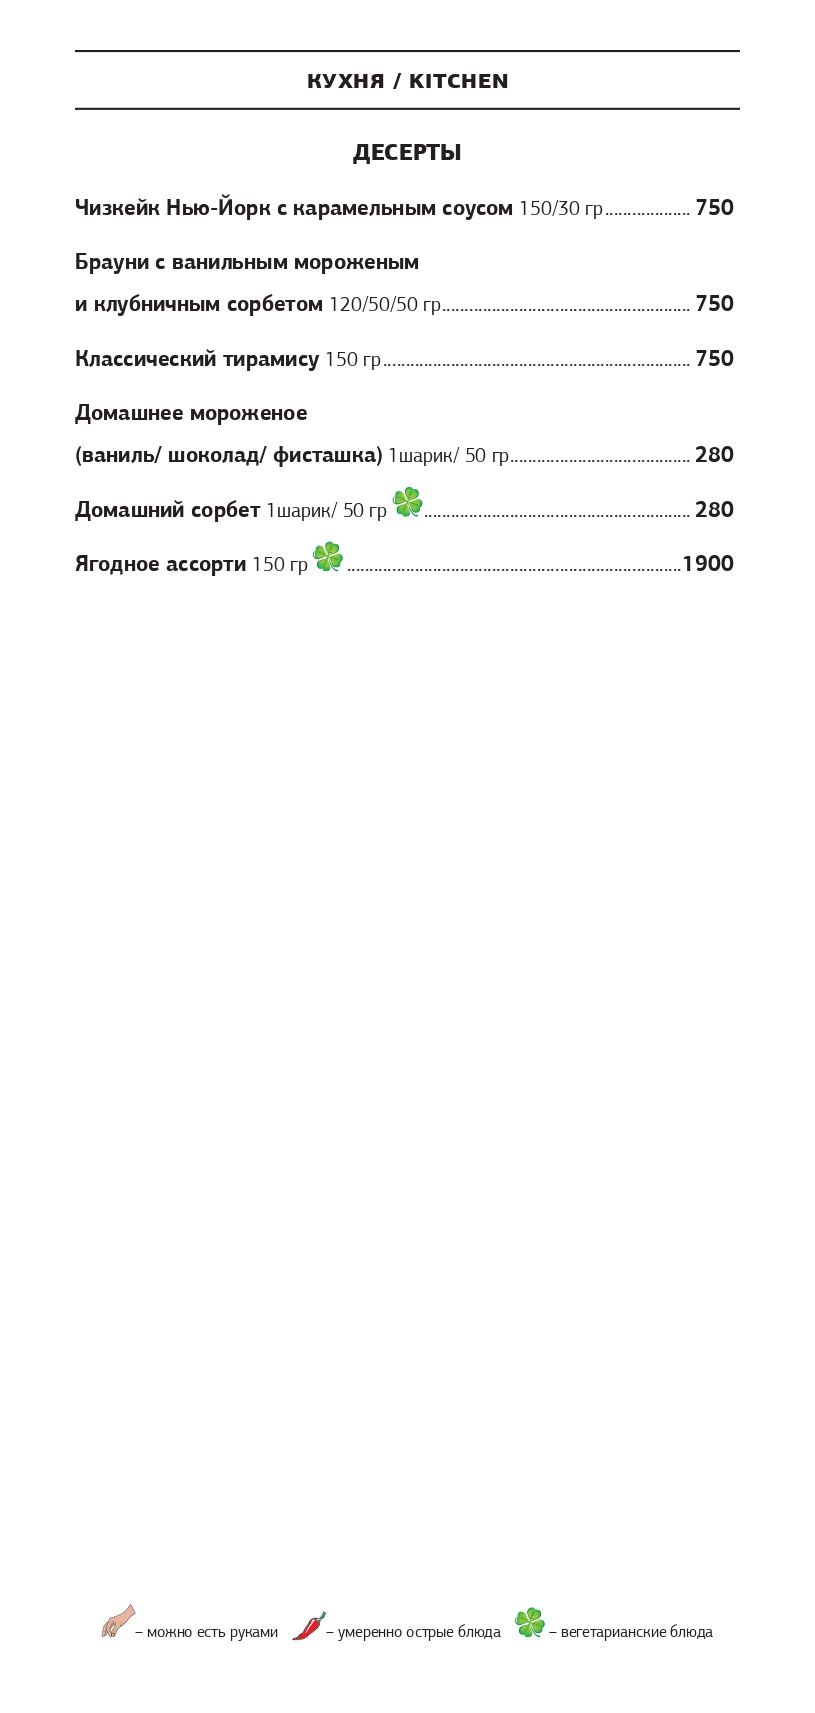 КУХНЯ / KITCHEN
ДЕСЕРТЫ
Чизкейк Нью-Йорк с карамельным соусом 150/30 гр................... 750
Брауни с ванильным мороженым
и клубничным сорбетом 120/50/50 гр....................................................... 750
Классический тирамису 150 гр.................................................................... 750
Домашнее мороженое
(ваниль/ шоколад/ фисташка) 1шарик/ 50 гр........................................ 280
Домашний сорбет 1шарик/ 50 гр ........................................................... 280
Ягодное ассорти 150 гр ..........................................................................1900
– можно есть руками – умеренно острые блюда – вегетарианские блюда